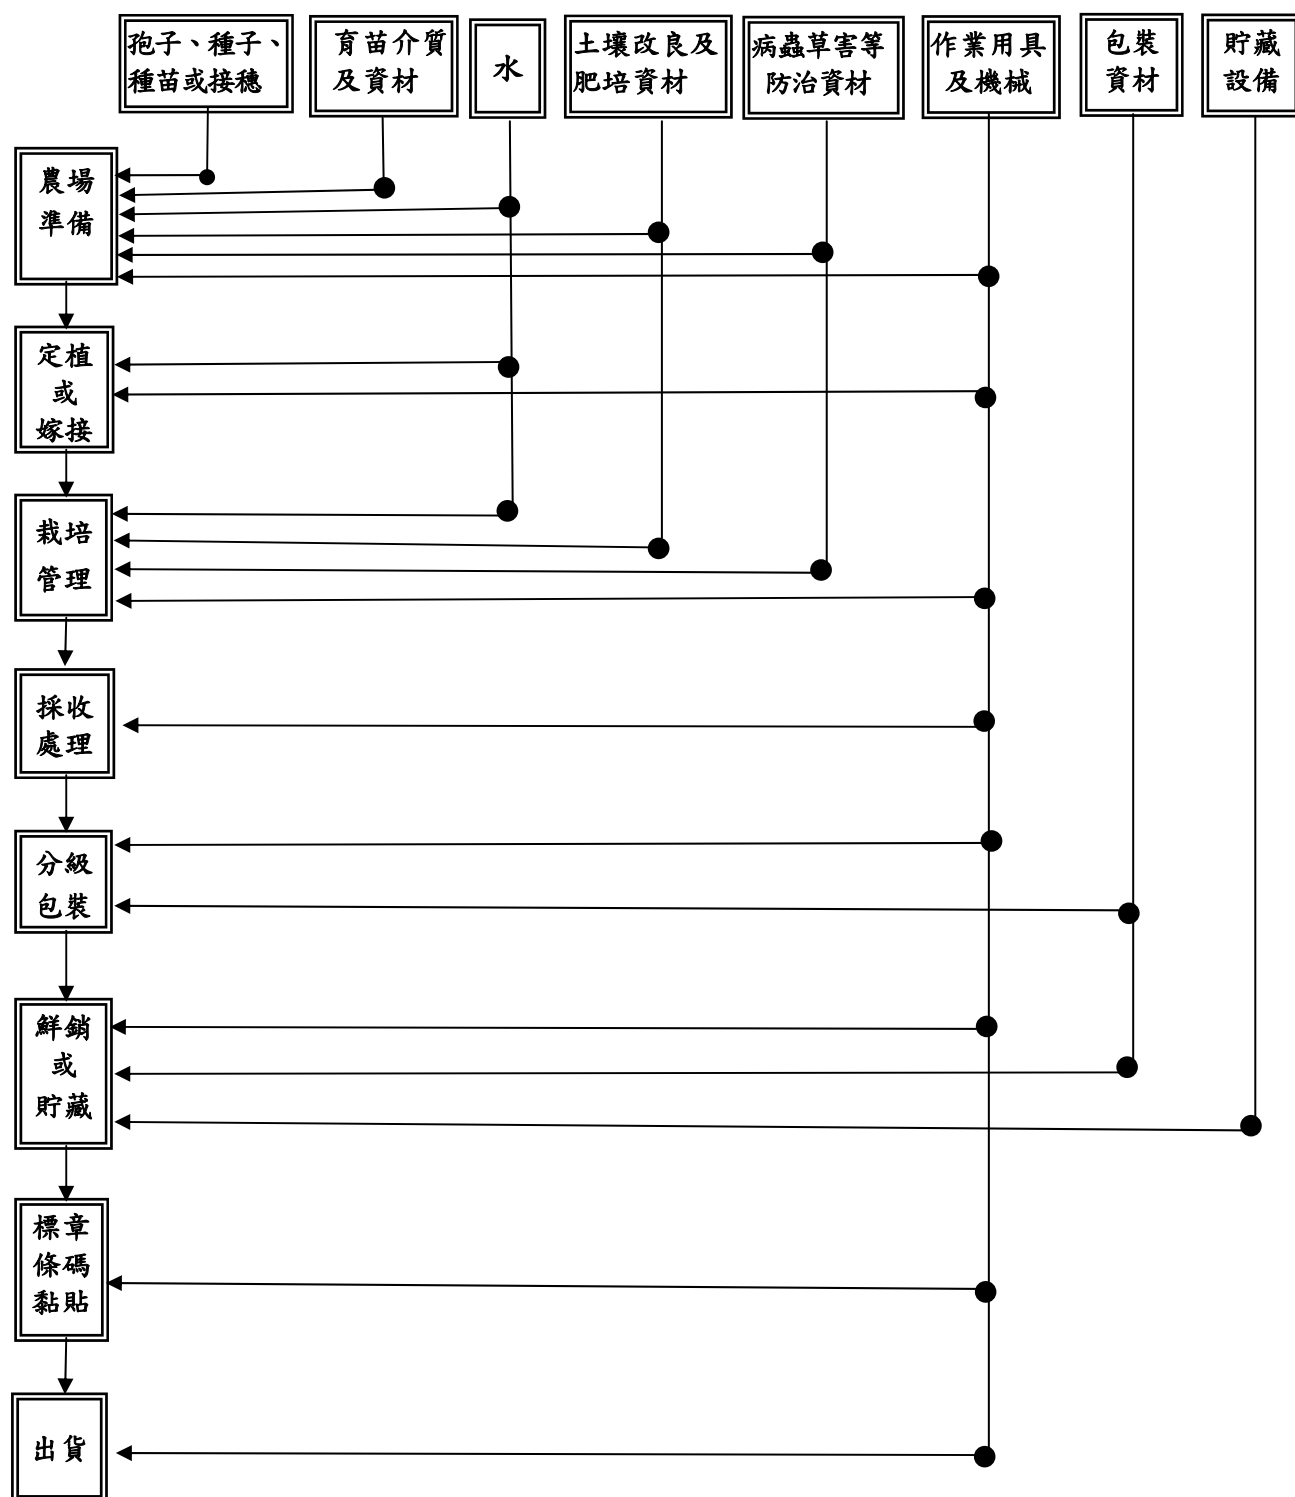 孢子、種子、
種苗或接穗
育苗介質
及資材
水
土壤改良及
肥培資材
病蟲草害等
防治資材
作業用具
及機械
包裝
資材
貯藏
設備
農場
準備
定植
或
嫁接
栽培
管理
採收
處理
分級
包裝
鮮銷
或
貯藏
標章
條碼
黏貼
出貨